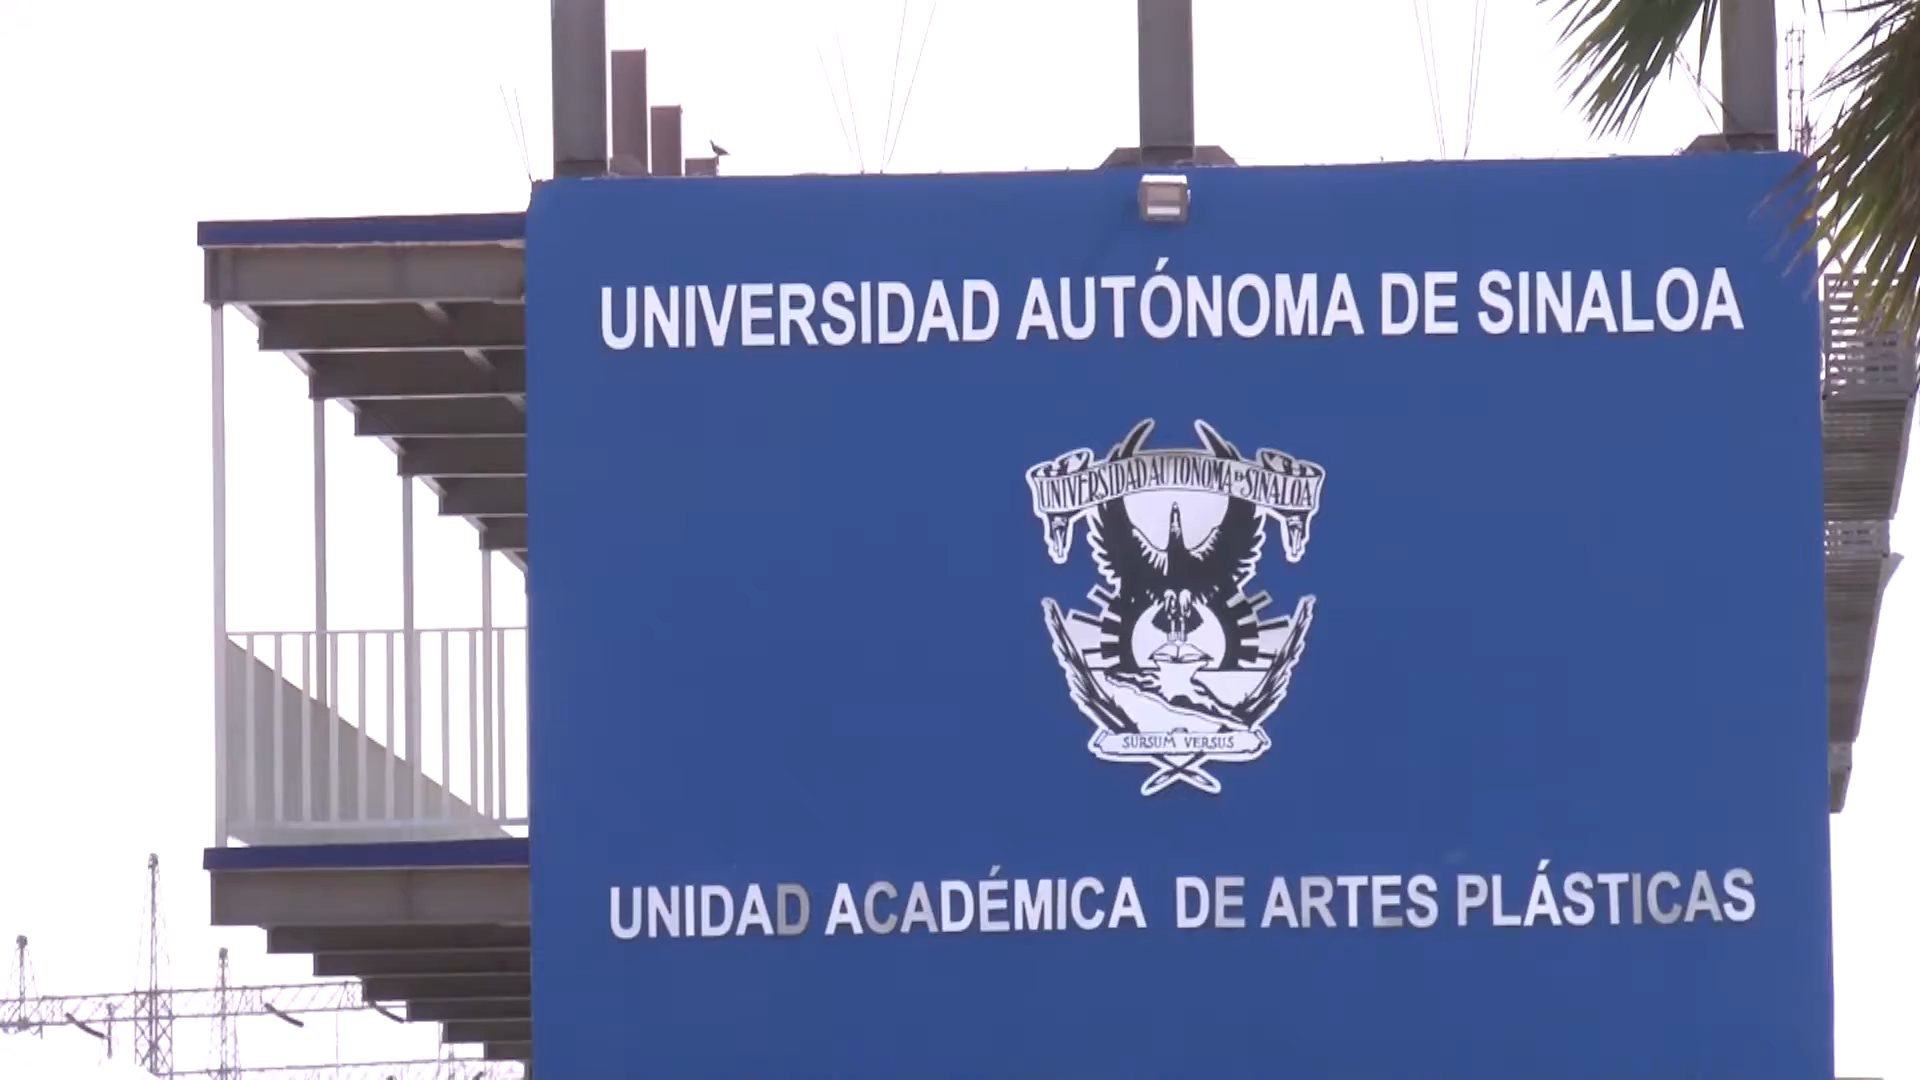 UNIVERSIDAD AUTÓNOMA DE SINALOA
UNIVERSIDAD AUTONOMA DE SINALOA
SURSUM VERSUS
UNIDAD ACADÉMICA DE ARTES PLÁSTICAS